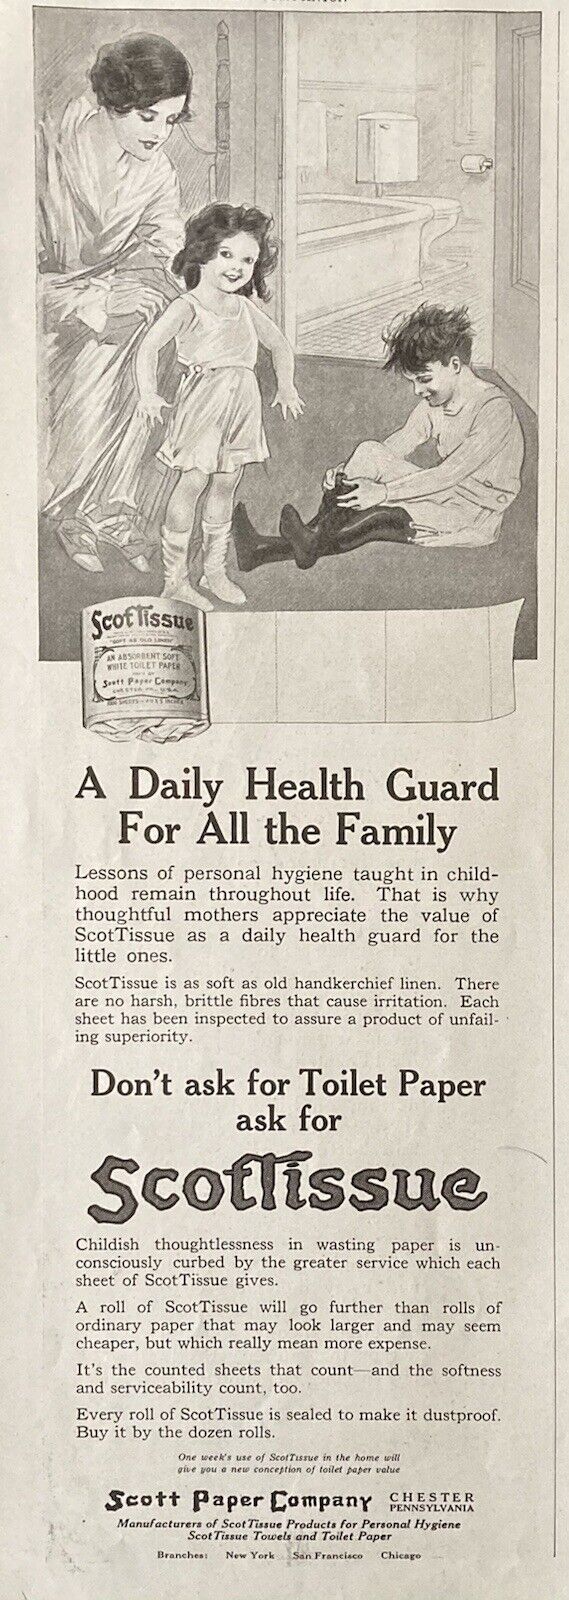 ScotTissue
"SOFT AS OLD LINEN"
AN ABSORBENT SOFT
WHITE TOILET PAPER
MADE BY
Scott Paper Company
CHESTER PA., U.S.A.
A Daily Health Guard
For All the Family
Lessons of personal hygiene taught in child-
hood remain throughout life. That is why
thoughtful mothers appreciate the value of
ScotTissue as a daily health guard for the
little ones.
ScotTissue is as soft as old handkerchief linen. There
are no harsh, brittle fibres that cause irritation. Each
sheet has been inspected to assure a product of unfail-
ing superiority.
Don't ask for Toilet Paper
ask for
ScotTissue
Childish thoughtlessness in wasting paper is un-
consciously curbed by the greater service which each
sheet of ScotTissue gives.
A roll of ScotTissue will go further than rolls of
ordinary paper that may look larger and may seem
cheaper, but which really mean more expense.
It's the counted sheets that count—and the softness
and serviceability count, too.
Every roll of ScotTissue is sealed to make it dustproof.
Buy it by the dozen rolls.
One week's use of ScotTissue in the home will
give you a new conception of toilet paper value
Scott Paper Company CHESTER
PENNSYLVANIA
Manufacturers of ScotTissue Products for Personal Hygiene
ScotTissue Towels and Toilet Paper
Branches: New York San Francisco Chicago